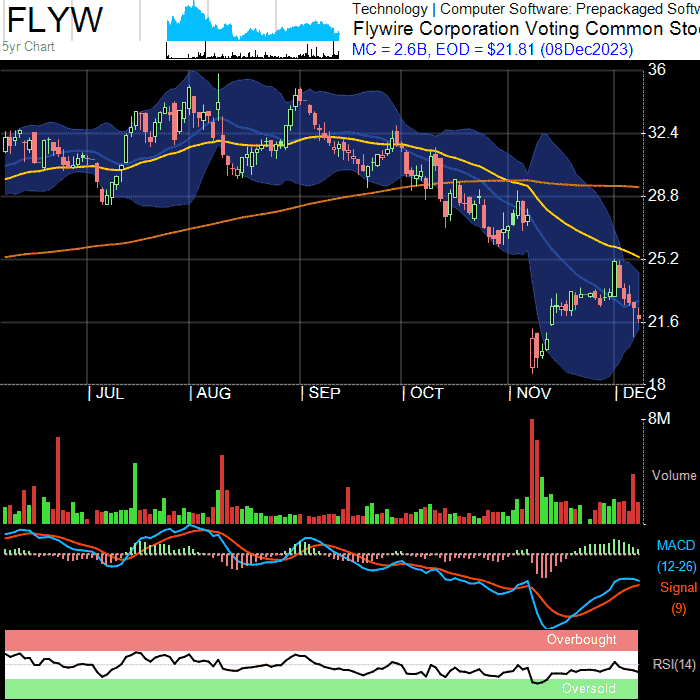 FLYW
5yr Chart
Technology | Computer Software: Prepackaged Softw
Flywire Corporation Voting Common Sto
MC = 2.6B, EOD = $21.81 (08Dec2023)
36
32.4
28.8
25.2
21.6
18
| JUL | AUG | SEP | OCT | NOV | DEC
8M
Volume
MACD
(12-26)
Signal
(9)
Overbought
RSI(14)
Oversold